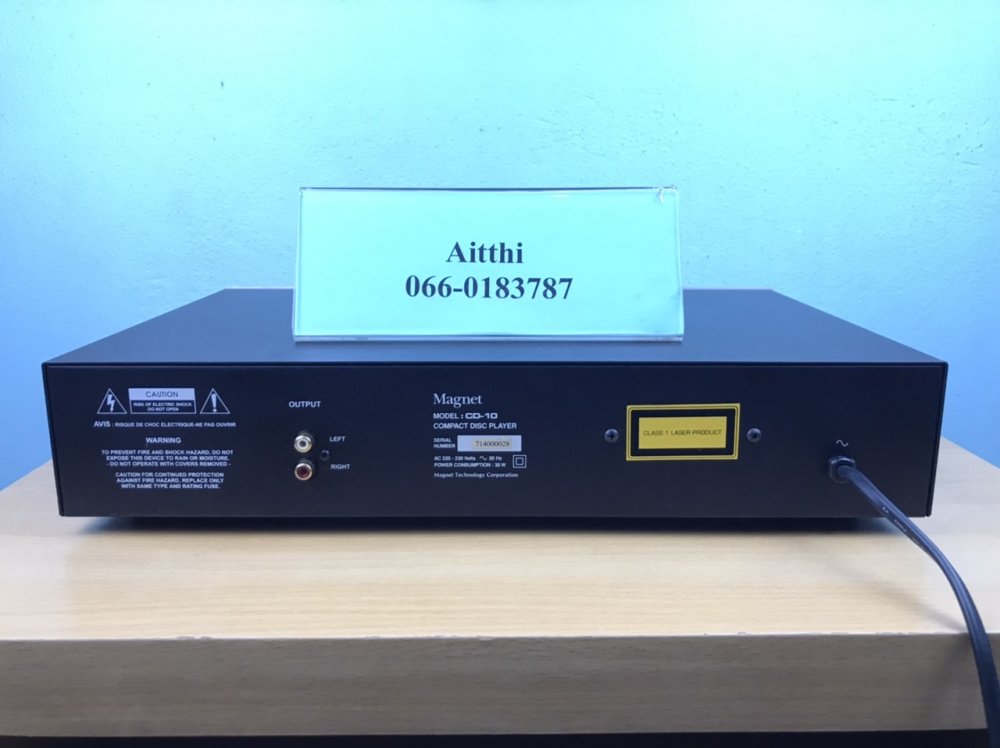 Aitthi
066-0183787
CAUTION
RISK OF ELECTRIC SHOCK
DO NOT OPEN
AVIS : RISQUE DE CHOC ELECTRIQUE-NE PAS OUVRIR
WARNING
TO PREVENT FIRE AND SHOCK HAZARD, DO NOT
EXPOSE THIS DEVICE TO RAIN OR MOISTURE.
- DO NOT OPERATE WITH COVERS REMOVED -
CAUTION FOR CONTINUED PROTECTION
AGAINST FIRE HAZARD, REPLACE ONLY
WITH SAME TYPE AND RATING FUSE.
OUTPUT
LEFT
RIGHT
Magnet
MODEL : CD-10
COMPACT DISC PLAYER
SERIAL
NUMBER 714000028
AC 220 - 230 Volts ~ 50 Hz
POWER CONSUMPTION : 30 W
Magnet Technology Corporation
CLASS 1 LASER PRODUCT
~